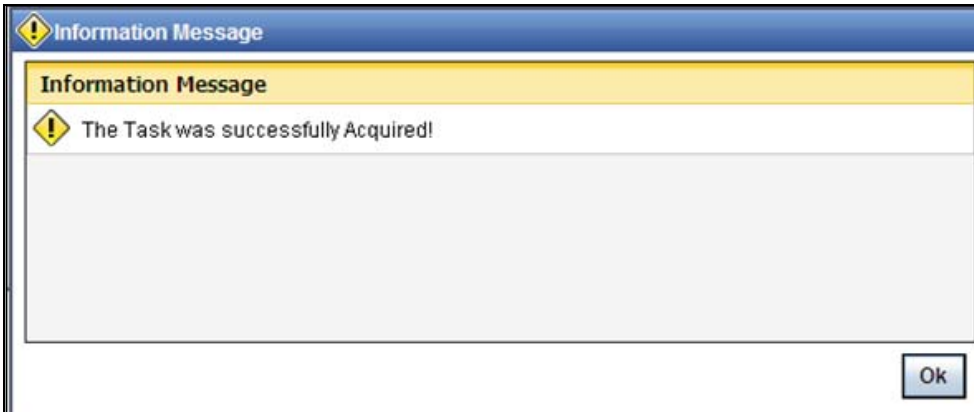 Information Message
Information Message
The Task was successfully Acquired!
Ok